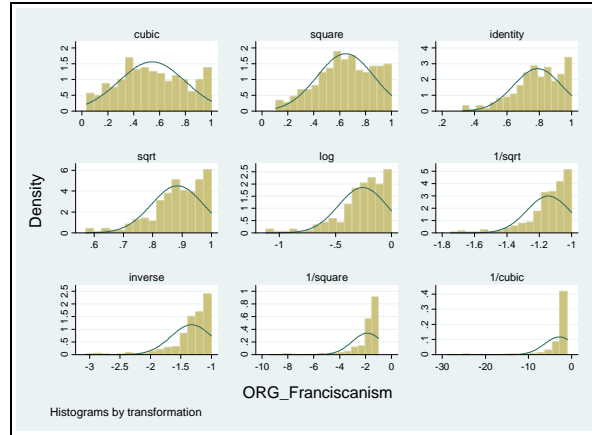 cubic square identity
0 .5 1 1.5 2
0 .2 .4 .6 .8 1
0 .5 1 1.5 2
0 .2 .4 .6 .8 1
0 1 2 3 4
.2 .4 .6 .8 1
sqrt log 1/sqrt
0 2 4 6
.6 .7 .8 .9 1
0 .5 1 1.5 2 2.5
-1 -.5 0
0 1 2 3 4 5
-1.8 -1.6 -1.4 -1.2 -1
inverse 1/square 1/cubic
0 .5 1 1.5 2 2.5
-3 -2.5 -2 -1.5 -1
0 .2 .4 .6 .8 1
-10 -8 -6 -4 -2 0
0 .1 .2 .3 .4
-30 -20 -10 0
Density
ORG_Franciscanism
Histograms by transformation